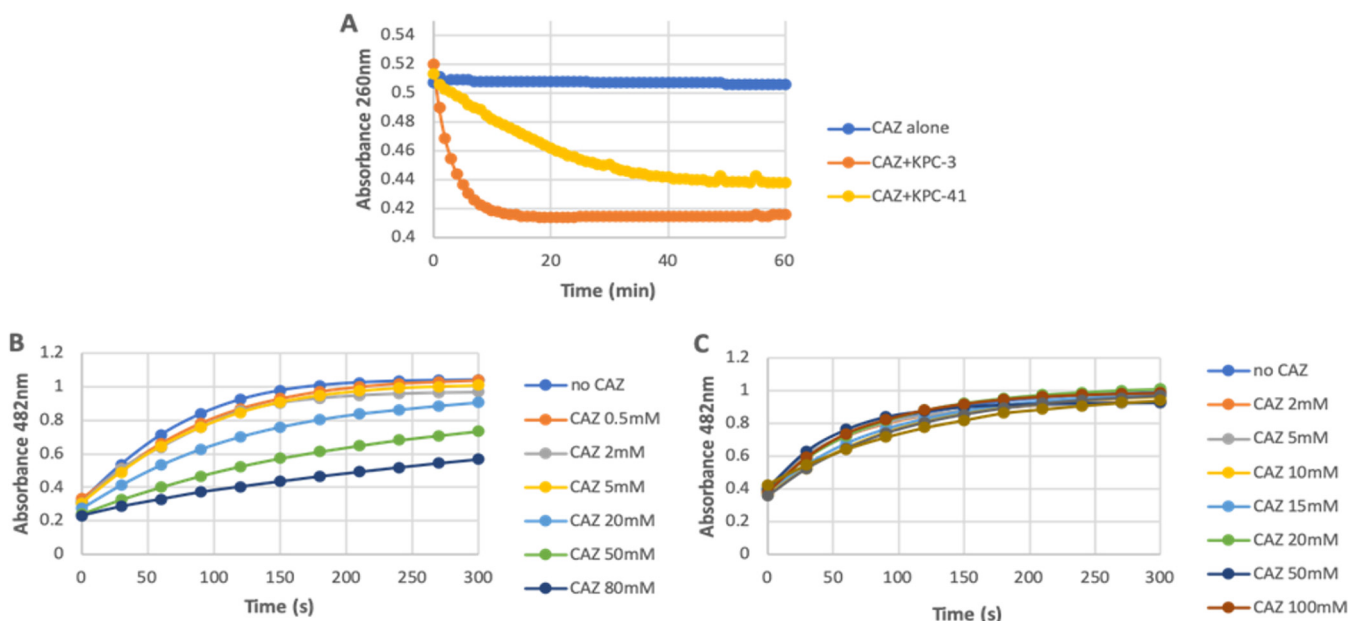 A
Absorbance 260nm
0.54
0.52
0.5
0.48
0.46
0.44
0.42
0.4
0
20
40
60
Time (min)
CAZ alone
CAZ+KPC-3
CAZ+KPC-41
B
Absorbance 482nm
1.2
1
0.8
0.6
0.4
0.2
0
0
50
100
150
200
250
300
Time (s)
no CAZ
CAZ 0.5mM
CAZ 2mM
CAZ 5mM
CAZ 20mM
CAZ 50mM
CAZ 80mM
C
Absorbance 482nm
1.2
1
0.8
0.6
0.4
0.2
0
0
50
100
150
200
250
300
Time (s)
no CAZ
CAZ 2mM
CAZ 5mM
CAZ 10mM
CAZ 15mM
CAZ 20mM
CAZ 50mM
CAZ 100mM